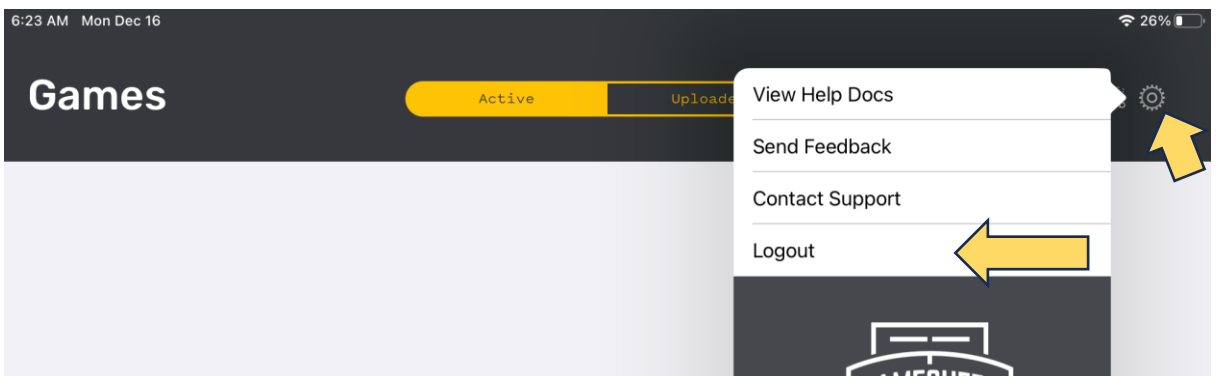 6:23 AM Mon Dec 16
26%
Games
Active
View Help Docs
Send Feedback
Contact Support
Logout